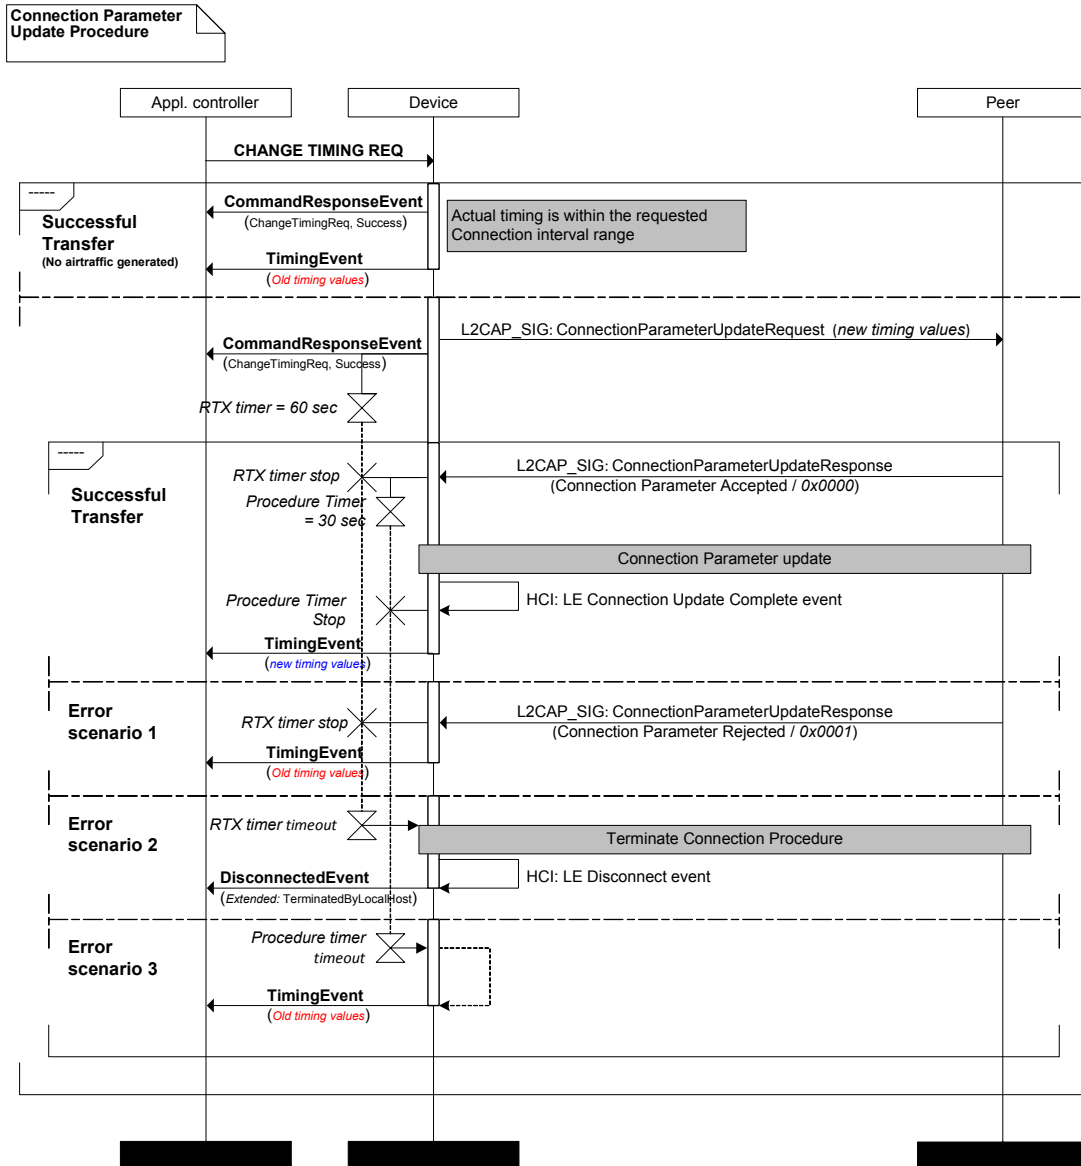 Connection Parameter
Update Procedure
Appl. controller
Device
Peer
CHANGE TIMING REQ
-----
Successful
Transfer
(No airtraffic generated)
CommandResponseEvent
(ChangeTimingReq, Success)
Actual timing is within the requested
Connection interval range
TimingEvent
(Old timing values)
L2CAP_SIG: ConnectionParameterUpdateRequest (new timing values)
CommandResponseEvent
(ChangeTimingReq, Success)
RTX timer = 60 sec
-----
Successful
Transfer
L2CAP_SIG: ConnectionParameterUpdateResponse
(Connection Parameter Accepted / 0x0000)
RTX timer stop
Procedure Timer
= 30 sec
Connection Parameter update
HCI: LE Connection Update Complete event
Procedure Timer
Stop
TimingEvent
(new timing values)
Error
scenario 1
L2CAP_SIG: ConnectionParameterUpdateResponse
(Connection Parameter Rejected / 0x0001)
RTX timer stop
TimingEvent
(Old timing values)
Error
scenario 2
RTX timer timeout
Terminate Connection Procedure
HCI: LE Disconnect event
DisconnectedEvent
(Extended: TerminatedByLocalHost)
Error
scenario 3
Procedure timer
timeout
TimingEvent
(Old timing values)